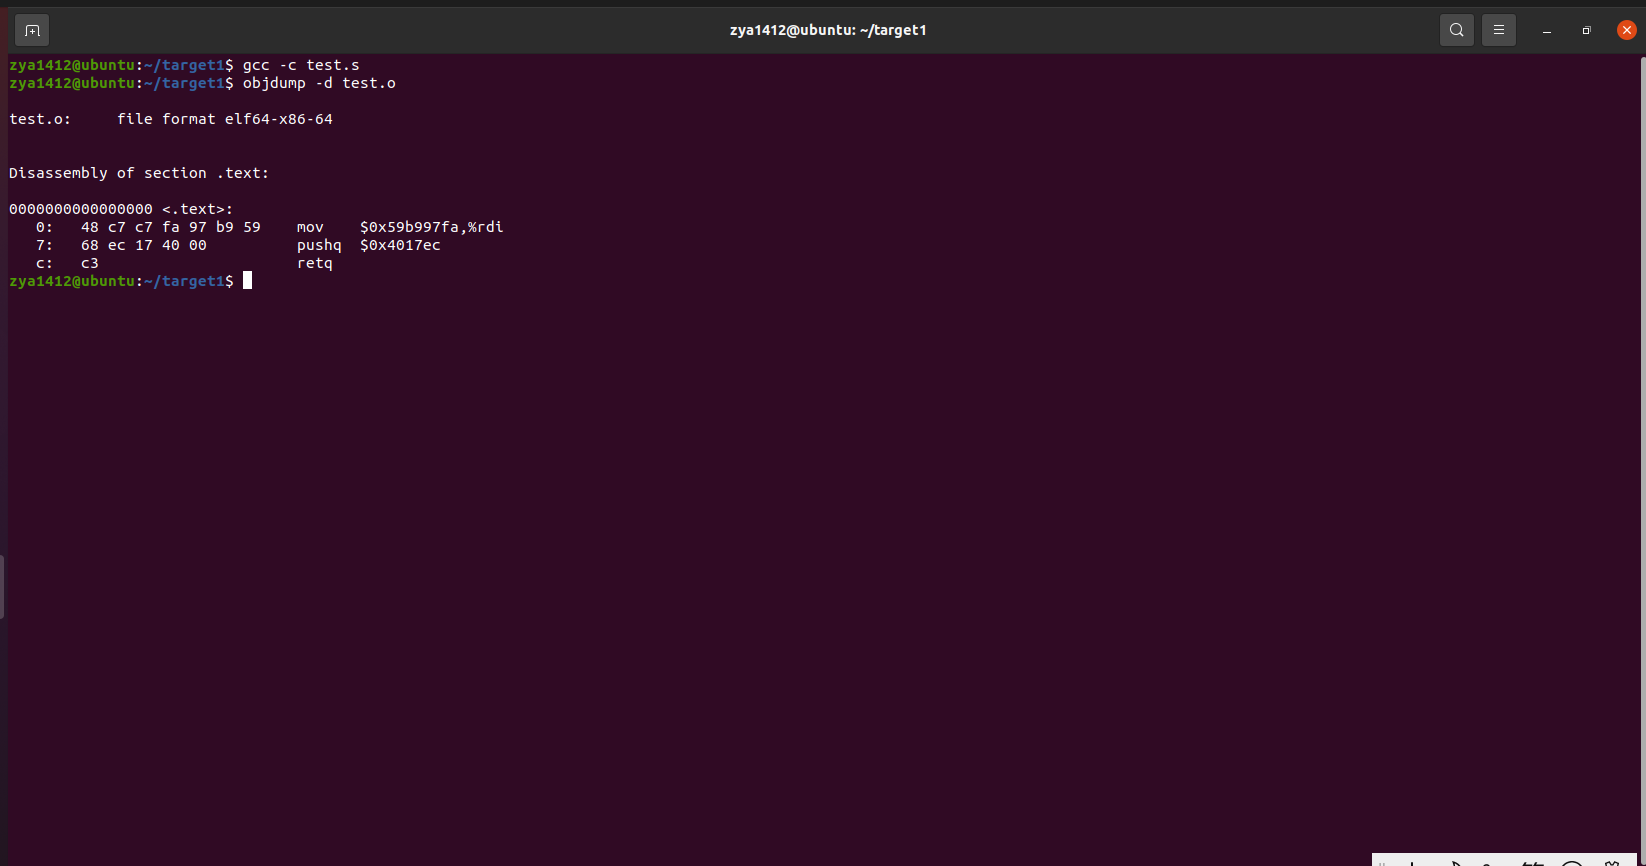 zya1412@ubuntu: ~/target1
zya1412@ubuntu:~/target1$ gcc -c test.s
zya1412@ubuntu:~/target1$ objdump -d test.o
test.o:     file format elf64-x86-64
Disassembly of section .text:
0000000000000000 <.text>:
   0:   48 c7 c7 fa 97 b9 59    mov    $0x59b997fa,%rdi
   7:   68 ec 17 40 00          pushq  $0x4017ec
   c:   c3                      retq
zya1412@ubuntu:~/target1$